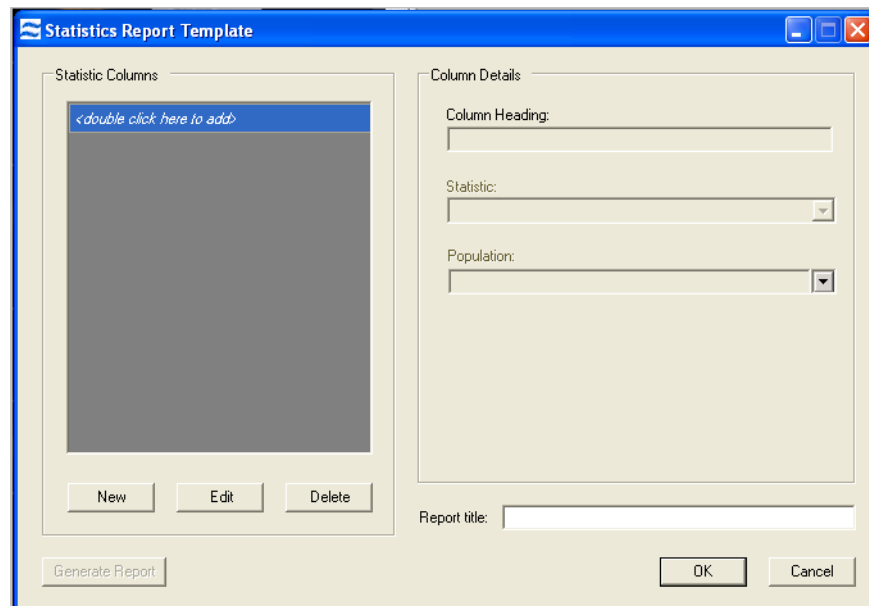 Statistics Report Template
Statistic Columns
<double click here to add>
New
Edit
Delete
Generate Report
Column Details
Column Heading:
Statistic:
Population:
Report title:
OK
Cancel